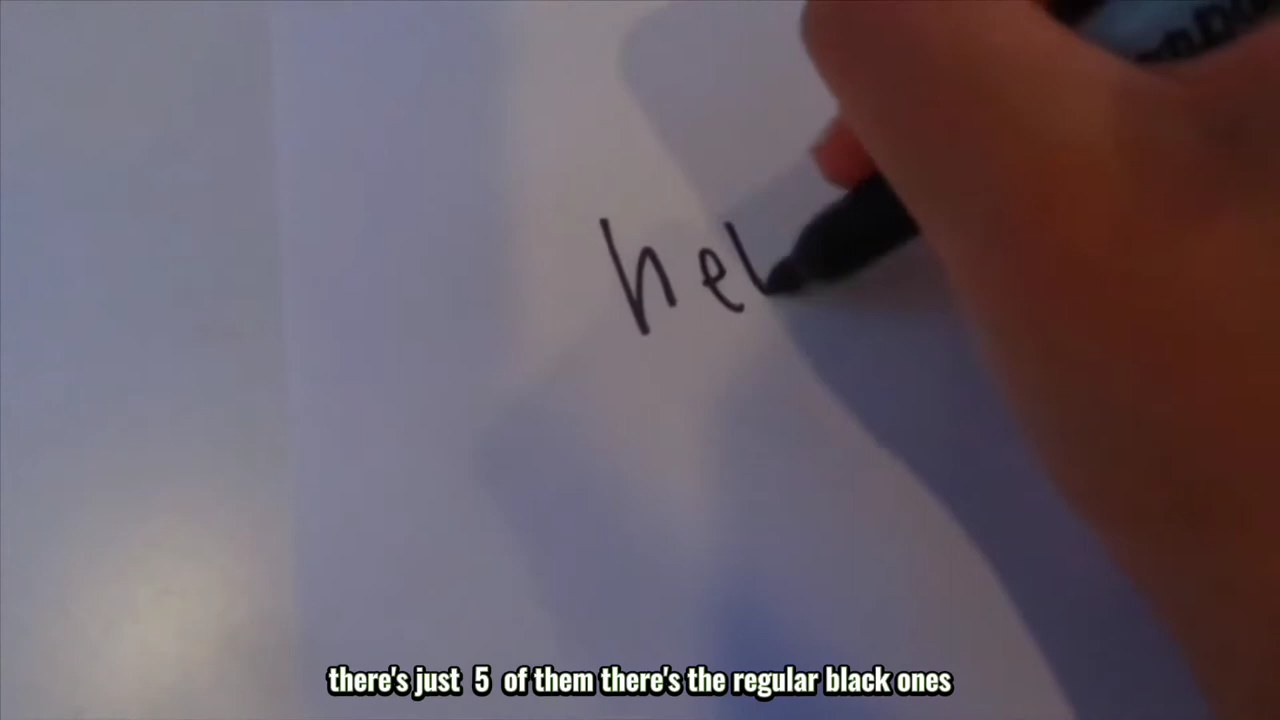 hel
there's just 5 of them there's the regular black ones